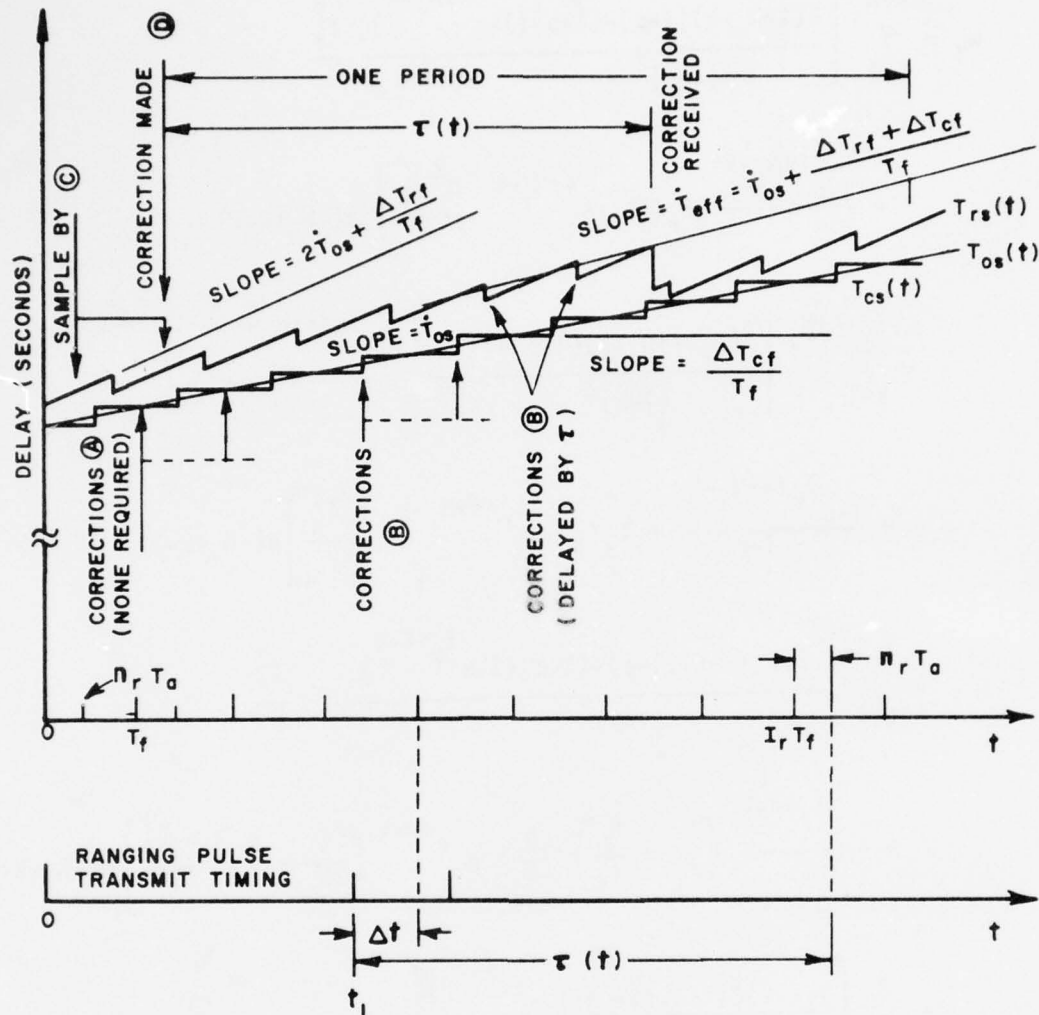 DELAY (SECONDS)
SAMPLE BY Ⓒ
CORRECTION MADE Ⓓ
ONE PERIOD
τ(t)
CORRECTION
RECEIVED
SLOPE = 2Ṫos + ΔTrf / Tf
SLOPE = Ṫeff = Ṫos + (ΔTrf + ΔTcf) / Tf
Trs(t)
Tos(t)
Tcs(t)
SLOPE = Ṫos
SLOPE = ΔTcf / Tf
CORRECTIONS Ⓐ
(NONE REQUIRED)
CORRECTIONS
Ⓑ
CORRECTIONS Ⓑ
(DELAYED BY τ)
nr Ta
nr Ta
0
Tf
Ir Tf
t
RANGING PULSE
TRANSMIT TIMING
0
t
Δt
τ(t)
t1